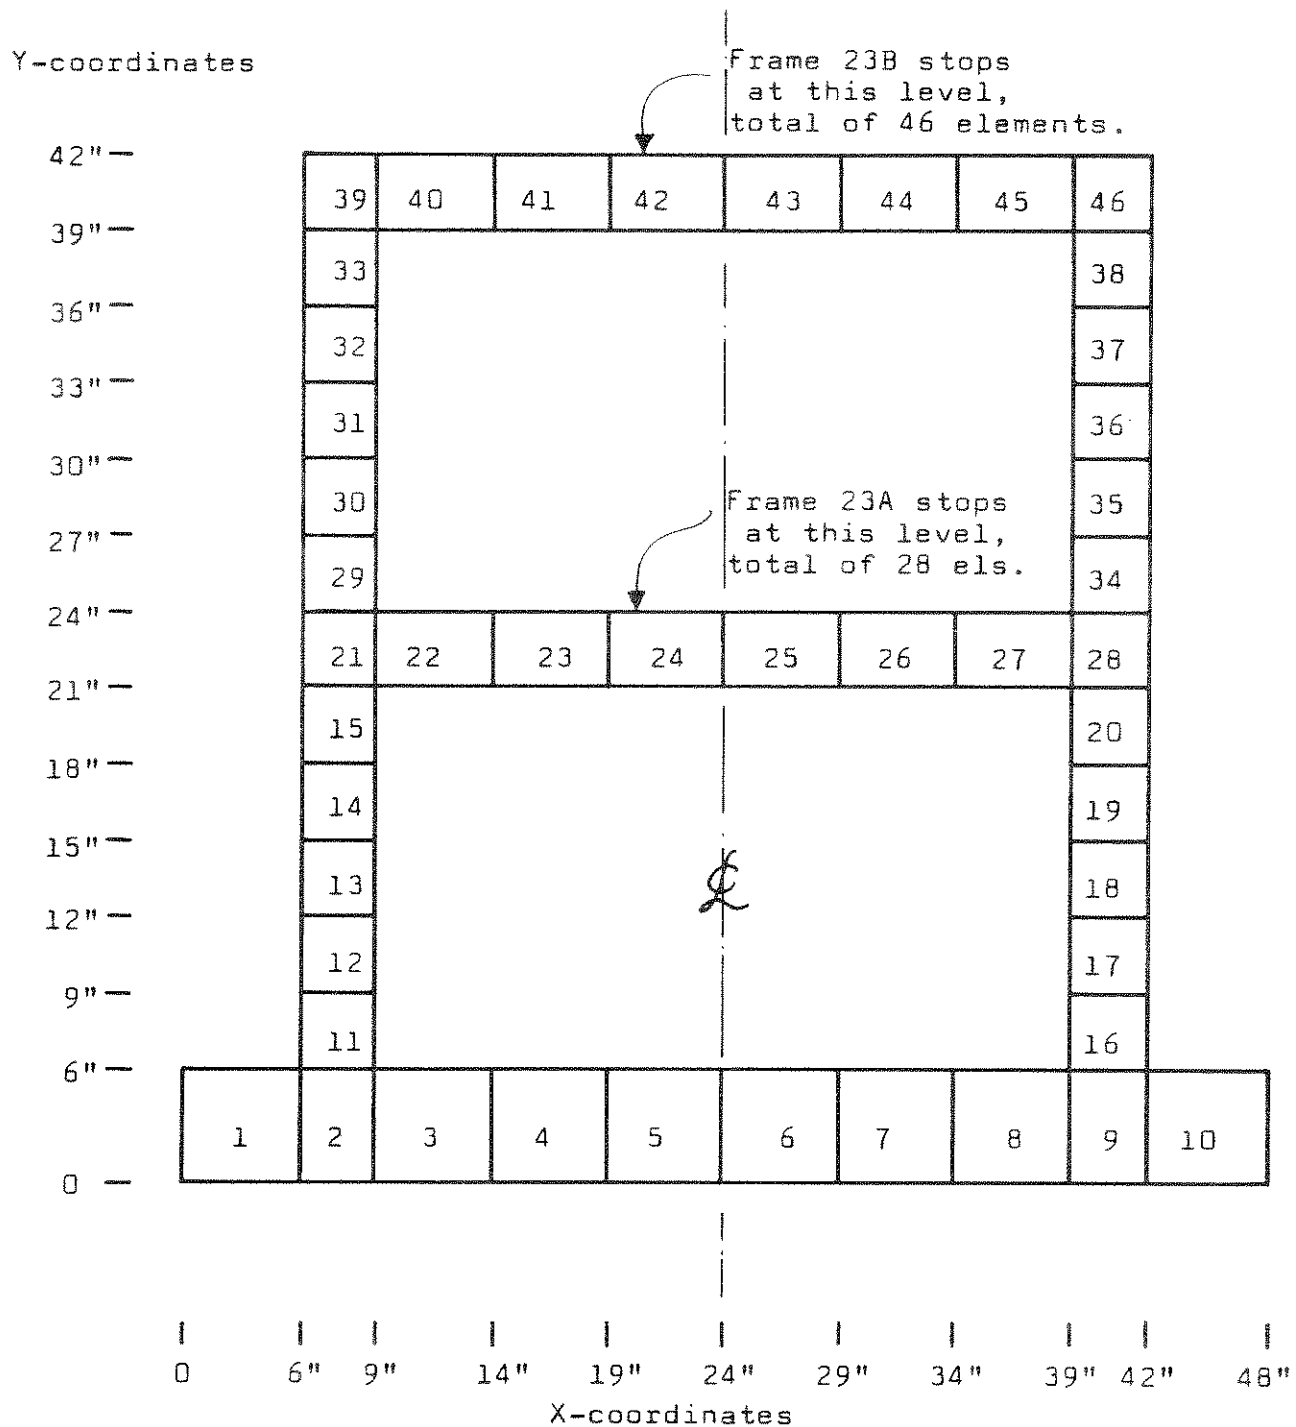 Y-coordinates
Frame 23B stops
at this level,
total of 46 elements.
42"
39 40 41 42 43 44 45 46
39"
33 38
36"
32 37
33"
31 36
30"
Frame 23A stops
at this level,
total of 28 els.
30 35
27"
29 34
24"
21 22 23 24 25 26 27 28
21"
15 20
18"
14 19
15"
13 ℄ 18
12"
12 17
9"
11 16
6"
1 2 3 4 5 6 7 8 9 10
0
0 6" 9" 14" 19" 24" 29" 34" 39" 42" 48"
X-coordinates